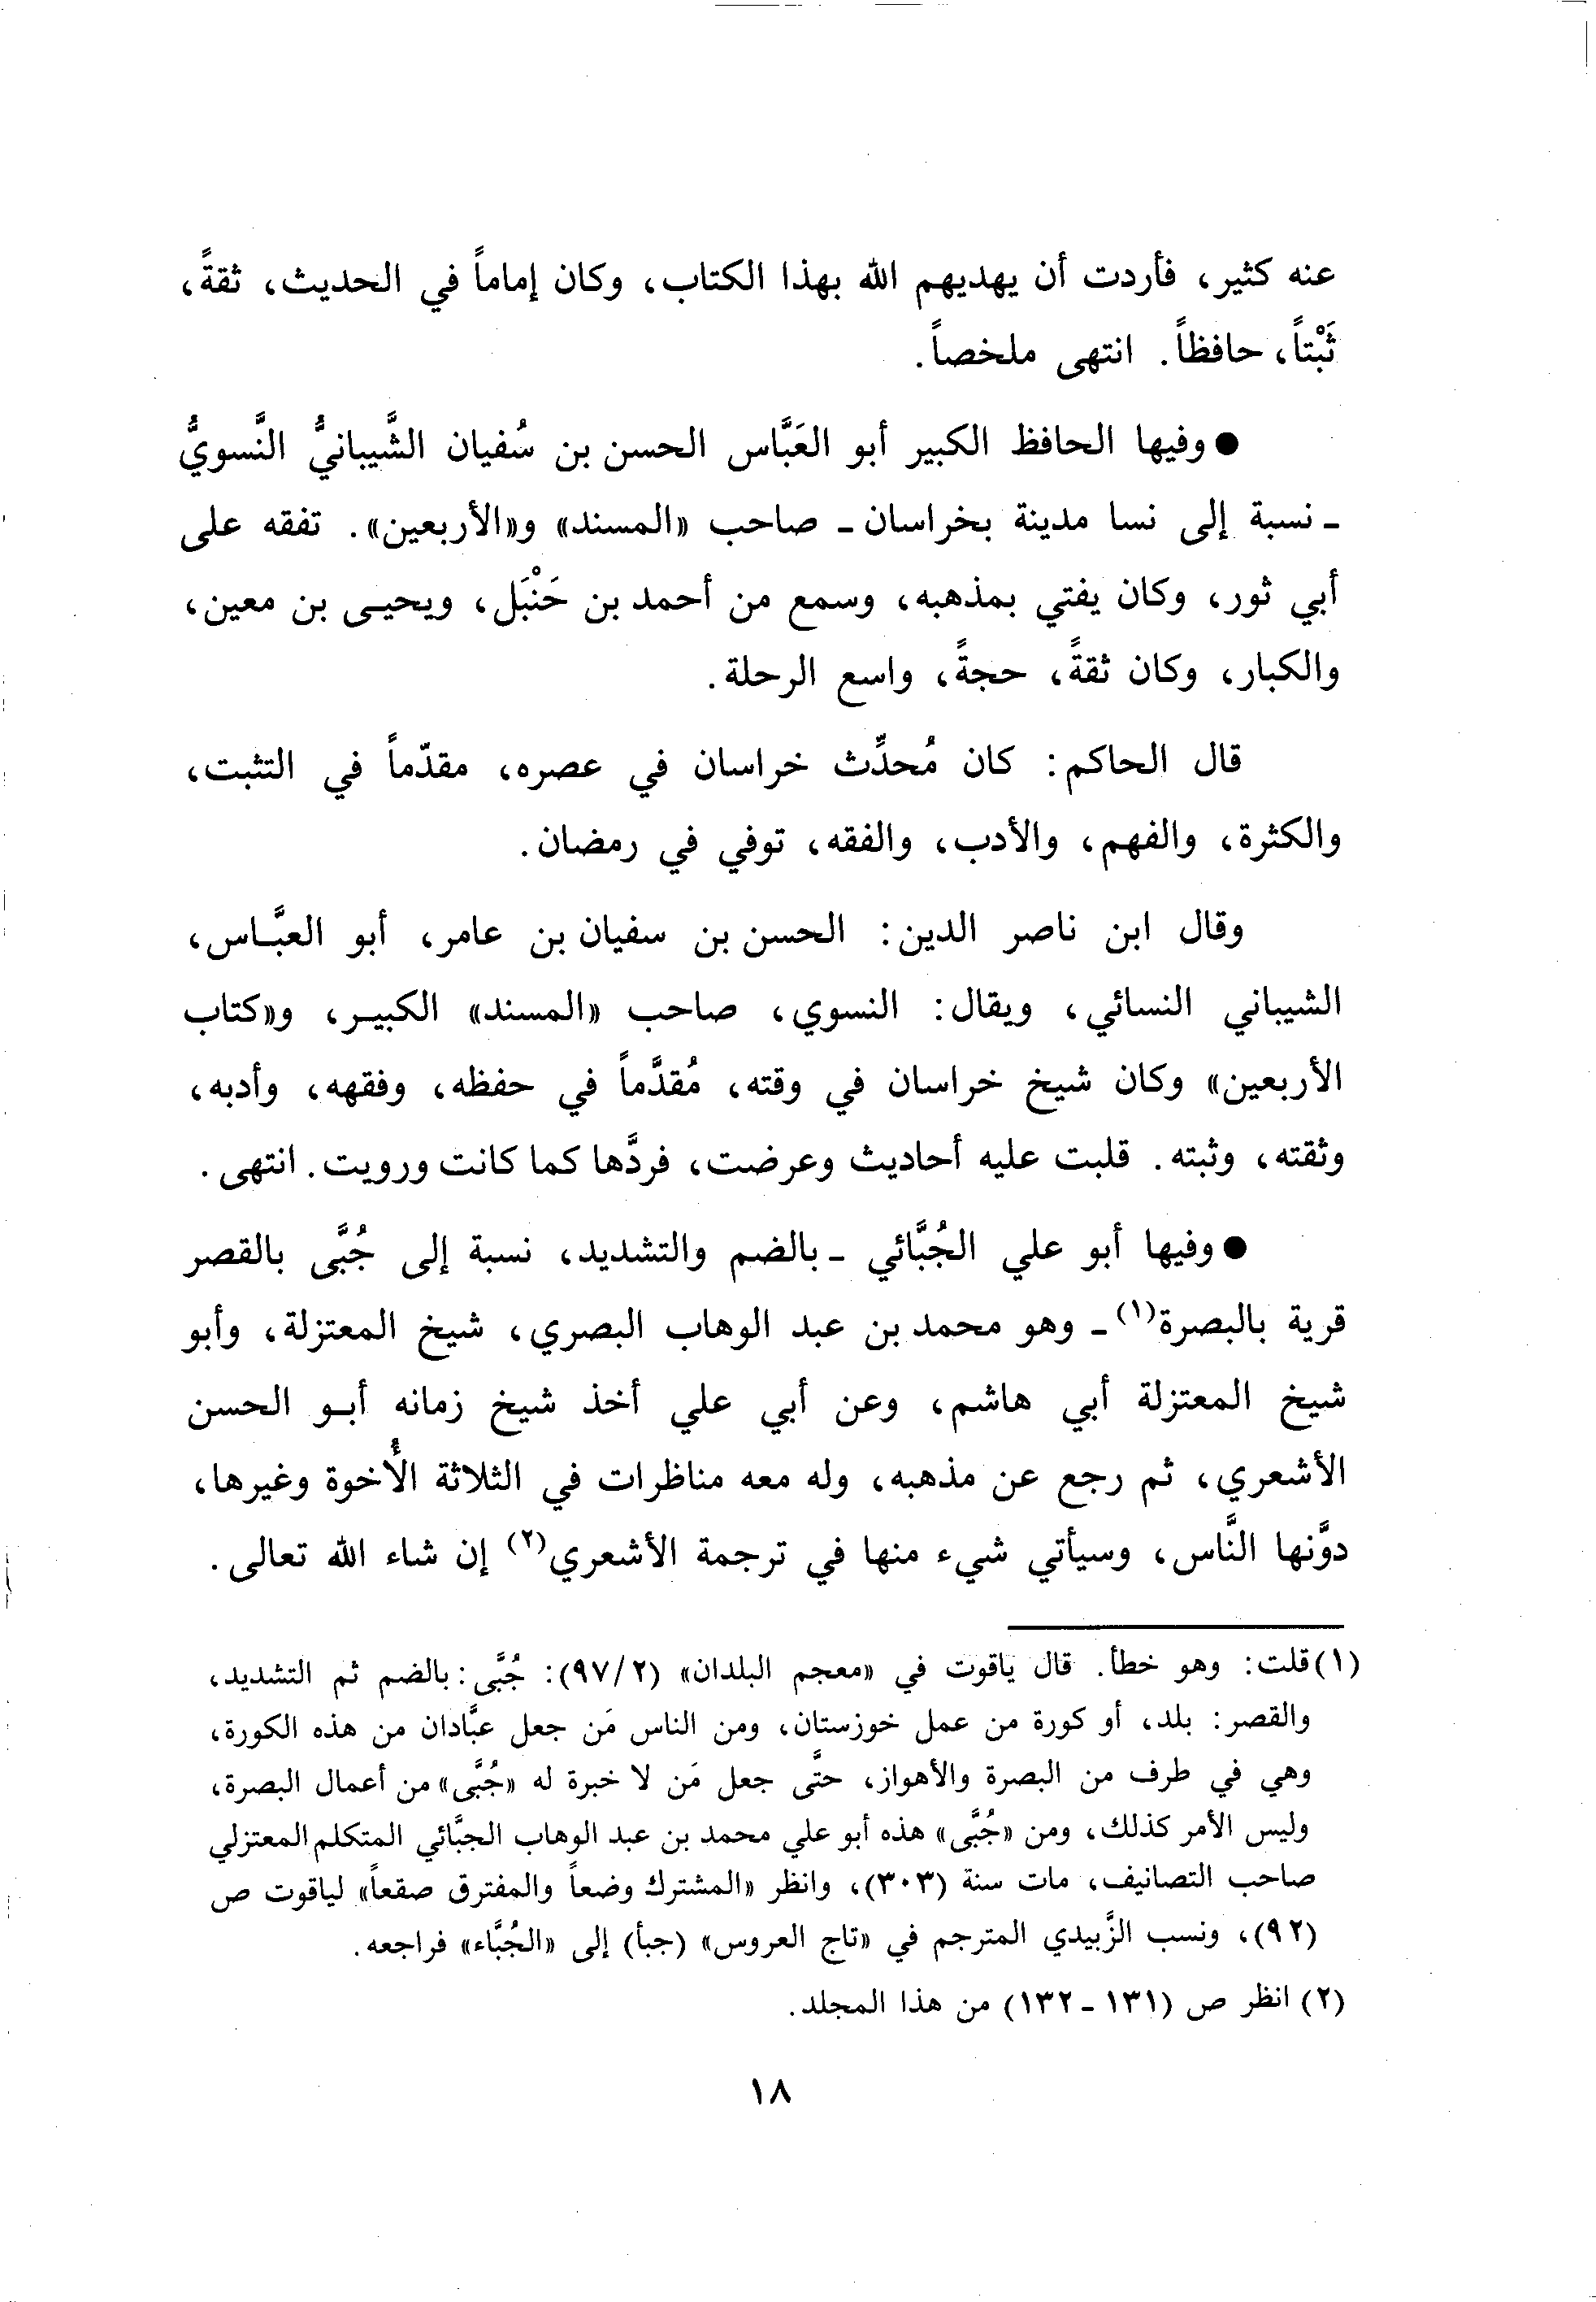 عنه كثير، فأردت أن يهديهم الله بهذا الكتاب، وكان إماماً في الحديث، ثقةً،
ثَبْتاً، حافظاً. انتهى ملخصاً.
● وفيها الحافظ الكبير أبو العَبَّاس الحسن بن سُفيان الشَّيبانيُّ النَّسويُّ
ـ نسبة إلى نسا مدينة بخراسان ـ صاحب «المسند» و«الأربعين». تفقه على
أبي ثور، وكان يفتي بمذهبه، وسمع من أحمد بن حَنْبَل، ويحيـى بن معين،
والكبار، وكان ثقةً، حجةً، واسع الرحلة.
قال الحاكم: كان مُحدِّث خراسان في عصره، مقدّماً في التثبت،
والكثرة، والفهم، والأدب، والفقه، توفي في رمضان.
وقال ابن ناصر الدين: الحسن بن سفيان بن عامر، أبو العبَّـاس،
الشيباني النسائي، ويقال: النسوي، صاحب «المسند» الكبيـر، و«كتاب
الأربعين» وكان شيخ خراسان في وقته، مُقدَّماً في حفظه، وفقهه، وأدبه،
وثقته، وثبته. قلبت عليه أحاديث وعرضت، فردَّها كما كانت ورويت. انتهى.
● وفيها أبو علي الجُبَّائي ـ بالضم والتشديد، نسبة إلى جُبَّى بالقصر
قرية بالبصرة(١) ـ وهو محمد بن عبد الوهاب البصري، شيخ المعتزلة، وأبو
شيخ المعتزلة أبي هاشم، وعن أبي علي أخذ شيخ زمانه أبـو الحسن
الأشعري، ثم رجع عن مذهبه، وله معه مناظرات في الثلاثة الأُخوة وغيرها،
دوَّنها النَّاس، وسيأتي شيء منها في ترجمة الأشعري(٢) إن شاء الله تعالى.
(١) قلت: وهو خطأ. قال ياقوت في «معجم البلدان» (٩٧/٢): جُبَّى: بالضم ثم التشديد،
والقصر: بلد، أو كورة من عمل خوزستان، ومن الناس مَن جعل عبَّادان من هذه الكورة،
وهي في طرف من البصرة والأهواز، حتَّى جعل مَن لا خبرة له «جُبَّى» من أعمال البصرة،
وليس الأمر كذلك، ومن «جُبَّى» هذه أبو علي محمد بن عبد الوهاب الجبَّائي المتكلم المعتزلي
صاحب التصانيف، مات سنة (٣٠٣)، وانظر «المشترك وضعاً والمفترق صقعاً» لياقوت ص
(٩٢)، ونسب الزَّبيدي المترجم في «تاج العروس» (جبأ) إلى «الجُبَّاء» فراجعه.
(٢) انظر ص (١٣١ ـ ١٣٢) من هذا المجلد.
١٨